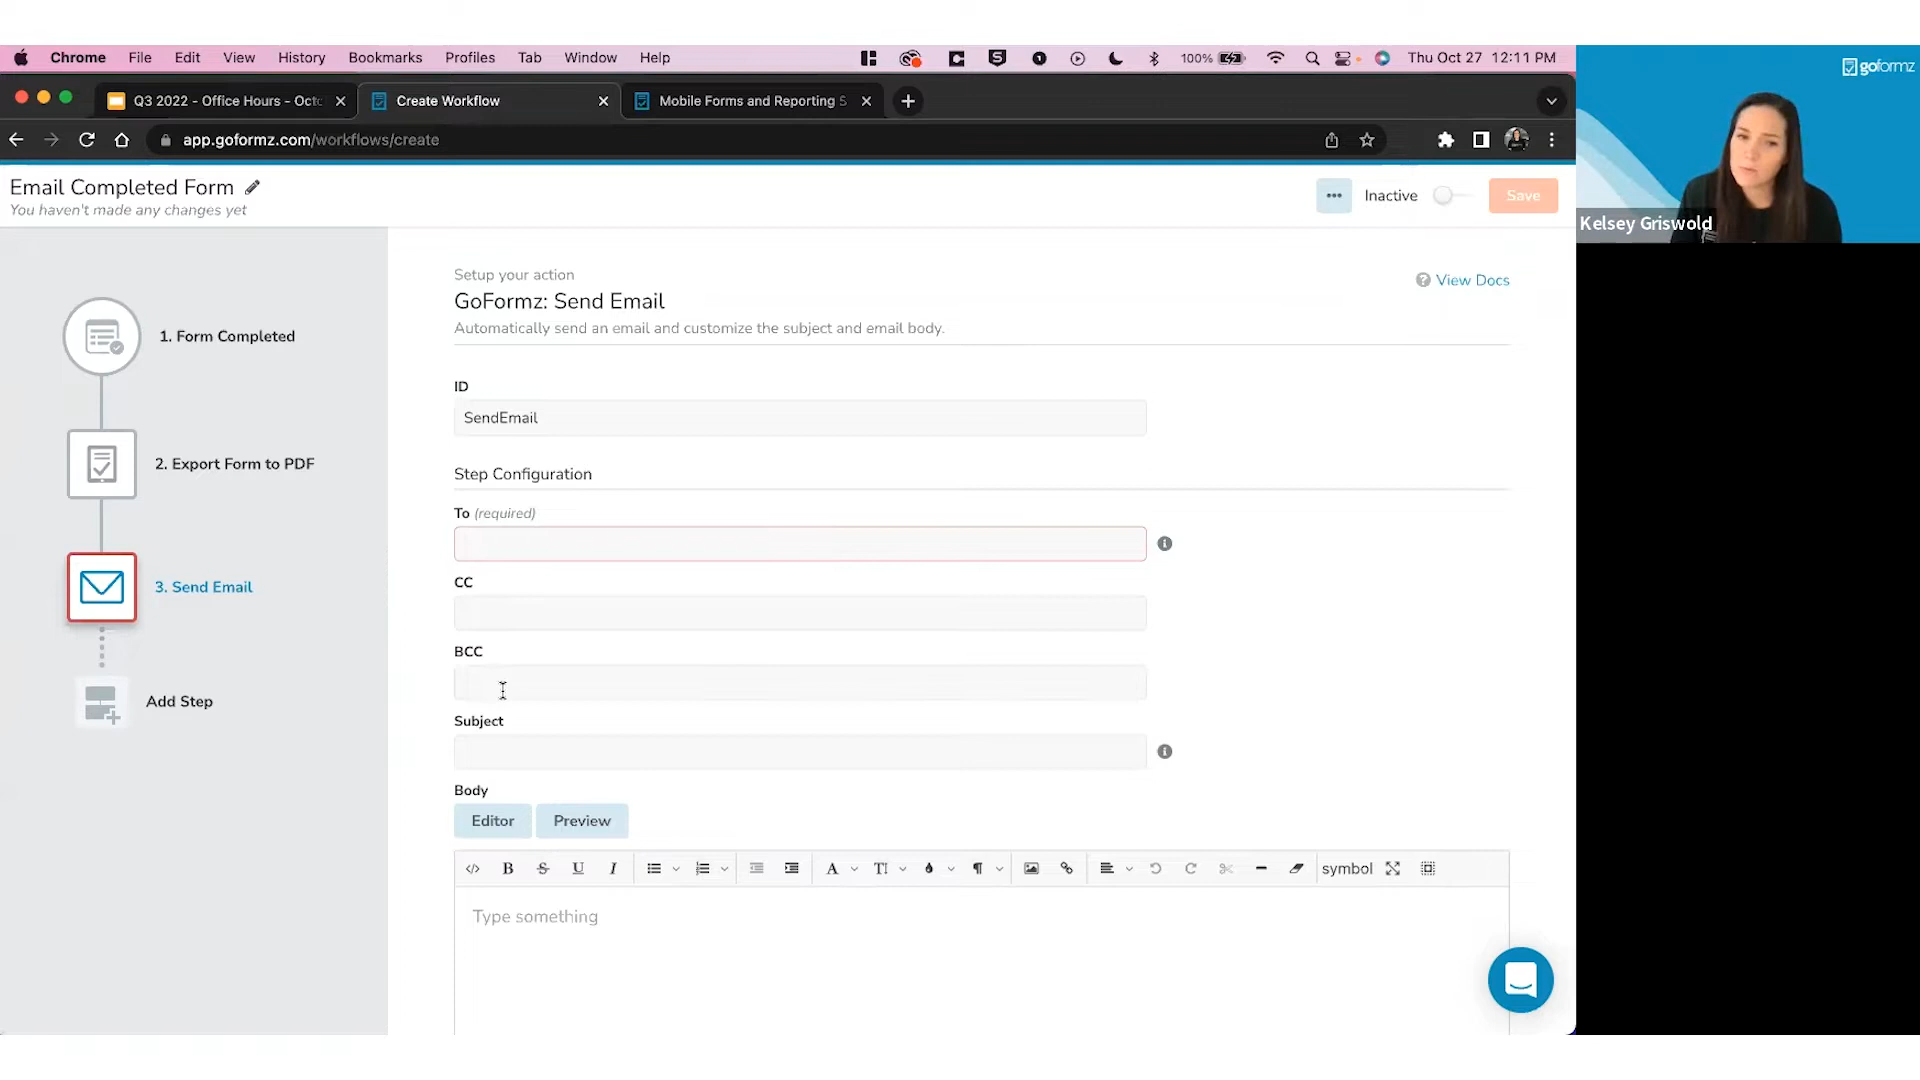 Chrome File Edit View History Bookmarks Profiles Tab Window Help 100% Thu Oct 27 12:11 PM
goformz
Q3 2022 - Office Hours - Octo
Create Workflow
Mobile Forms and Reporting S
app.goformz.com/workflows/create
Email Completed Form
You haven't made any changes yet
Inactive
Save
Kelsey Griswold
Setup your action
View Docs
GoFormz: Send Email
Automatically send an email and customize the subject and email body.
1. Form Completed
ID
SendEmail
2. Export Form to PDF
Step Configuration
To (required)
CC
3. Send Email
BCC
Add Step
Subject
Body
Editor
Preview
symbol
Type something